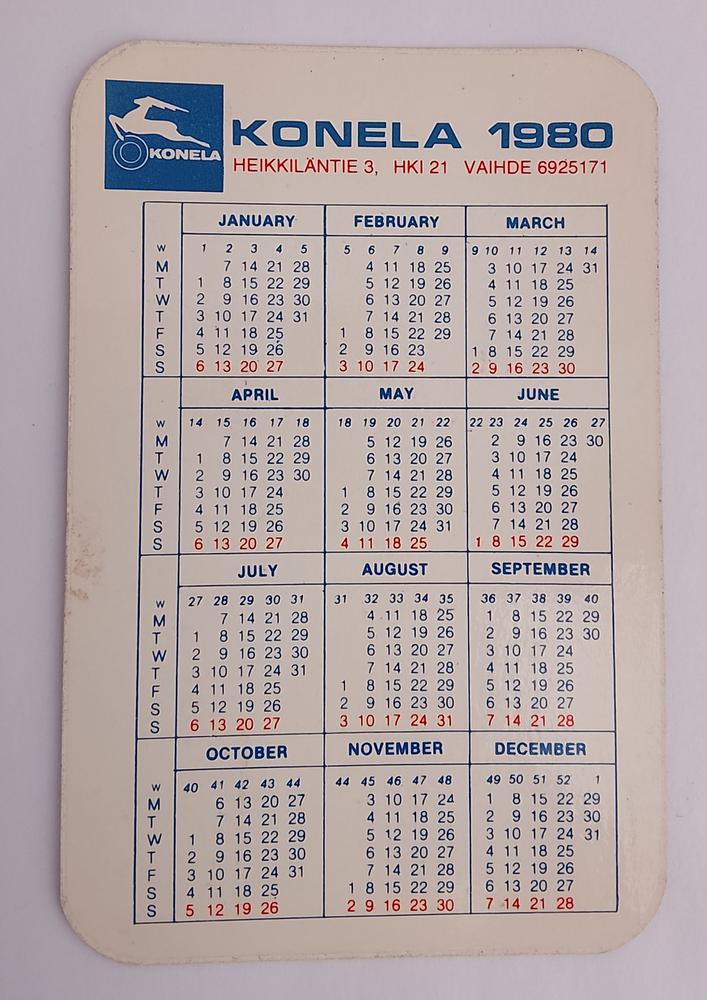 KONELA
KONELA 1980
HEIKKILÄNTIE 3, HKI 21 VAIHDE 6925171
JANUARY FEBRUARY MARCH
W 1 2 3 4 5 5 6 7 8 9 9 10 11 12 13 14
M 7 14 21 28 4 11 18 25 3 10 17 24 31
T 1 8 15 22 29 5 12 19 26 4 11 18 25
W 2 9 16 23 30 6 13 20 27 5 12 19 26
T 3 10 17 24 31 7 14 21 28 6 13 20 27
F 4 11 18 25 1 8 15 22 29 7 14 21 28
S 5 12 19 26 2 9 16 23 1 8 15 22 29
S 6 13 20 27 3 10 17 24 2 9 16 23 30
APRIL MAY JUNE
W 14 15 16 17 18 18 19 20 21 22 22 23 24 25 26 27
M 7 14 21 28 5 12 19 26 2 9 16 23 30
T 1 8 15 22 29 6 13 20 27 3 10 17 24
W 2 9 16 23 30 7 14 21 28 4 11 18 25
T 3 10 17 24 1 8 15 22 29 5 12 19 26
F 4 11 18 25 2 9 16 23 30 6 13 20 27
S 5 12 19 26 3 10 17 24 31 7 14 21 28
S 6 13 20 27 4 11 18 25 1 8 15 22 29
JULY AUGUST SEPTEMBER
W 27 28 29 30 31 31 32 33 34 35 36 37 38 39 40
M 7 14 21 28 4 11 18 25 1 8 15 22 29
T 1 8 15 22 29 5 12 19 26 2 9 16 23 30
W 2 9 16 23 30 6 13 20 27 3 10 17 24
T 3 10 17 24 31 7 14 21 28 4 11 18 25
F 4 11 18 25 1 8 15 22 29 5 12 19 26
S 5 12 19 26 2 9 16 23 30 6 13 20 27
S 6 13 20 27 3 10 17 24 31 7 14 21 28
OCTOBER NOVEMBER DECEMBER
W 40 41 42 43 44 44 45 46 47 48 49 50 51 52 1
M 6 13 20 27 3 10 17 24 1 8 15 22 29
T 7 14 21 28 4 11 18 25 2 9 16 23 30
W 1 8 15 22 29 5 12 19 26 3 10 17 24 31
T 2 9 16 23 30 6 13 20 27 4 11 18 25
F 3 10 17 24 31 7 14 21 28 5 12 19 26
S 4 11 18 25 1 8 15 22 29 6 13 20 27
S 5 12 19 26 2 9 16 23 30 7 14 21 28